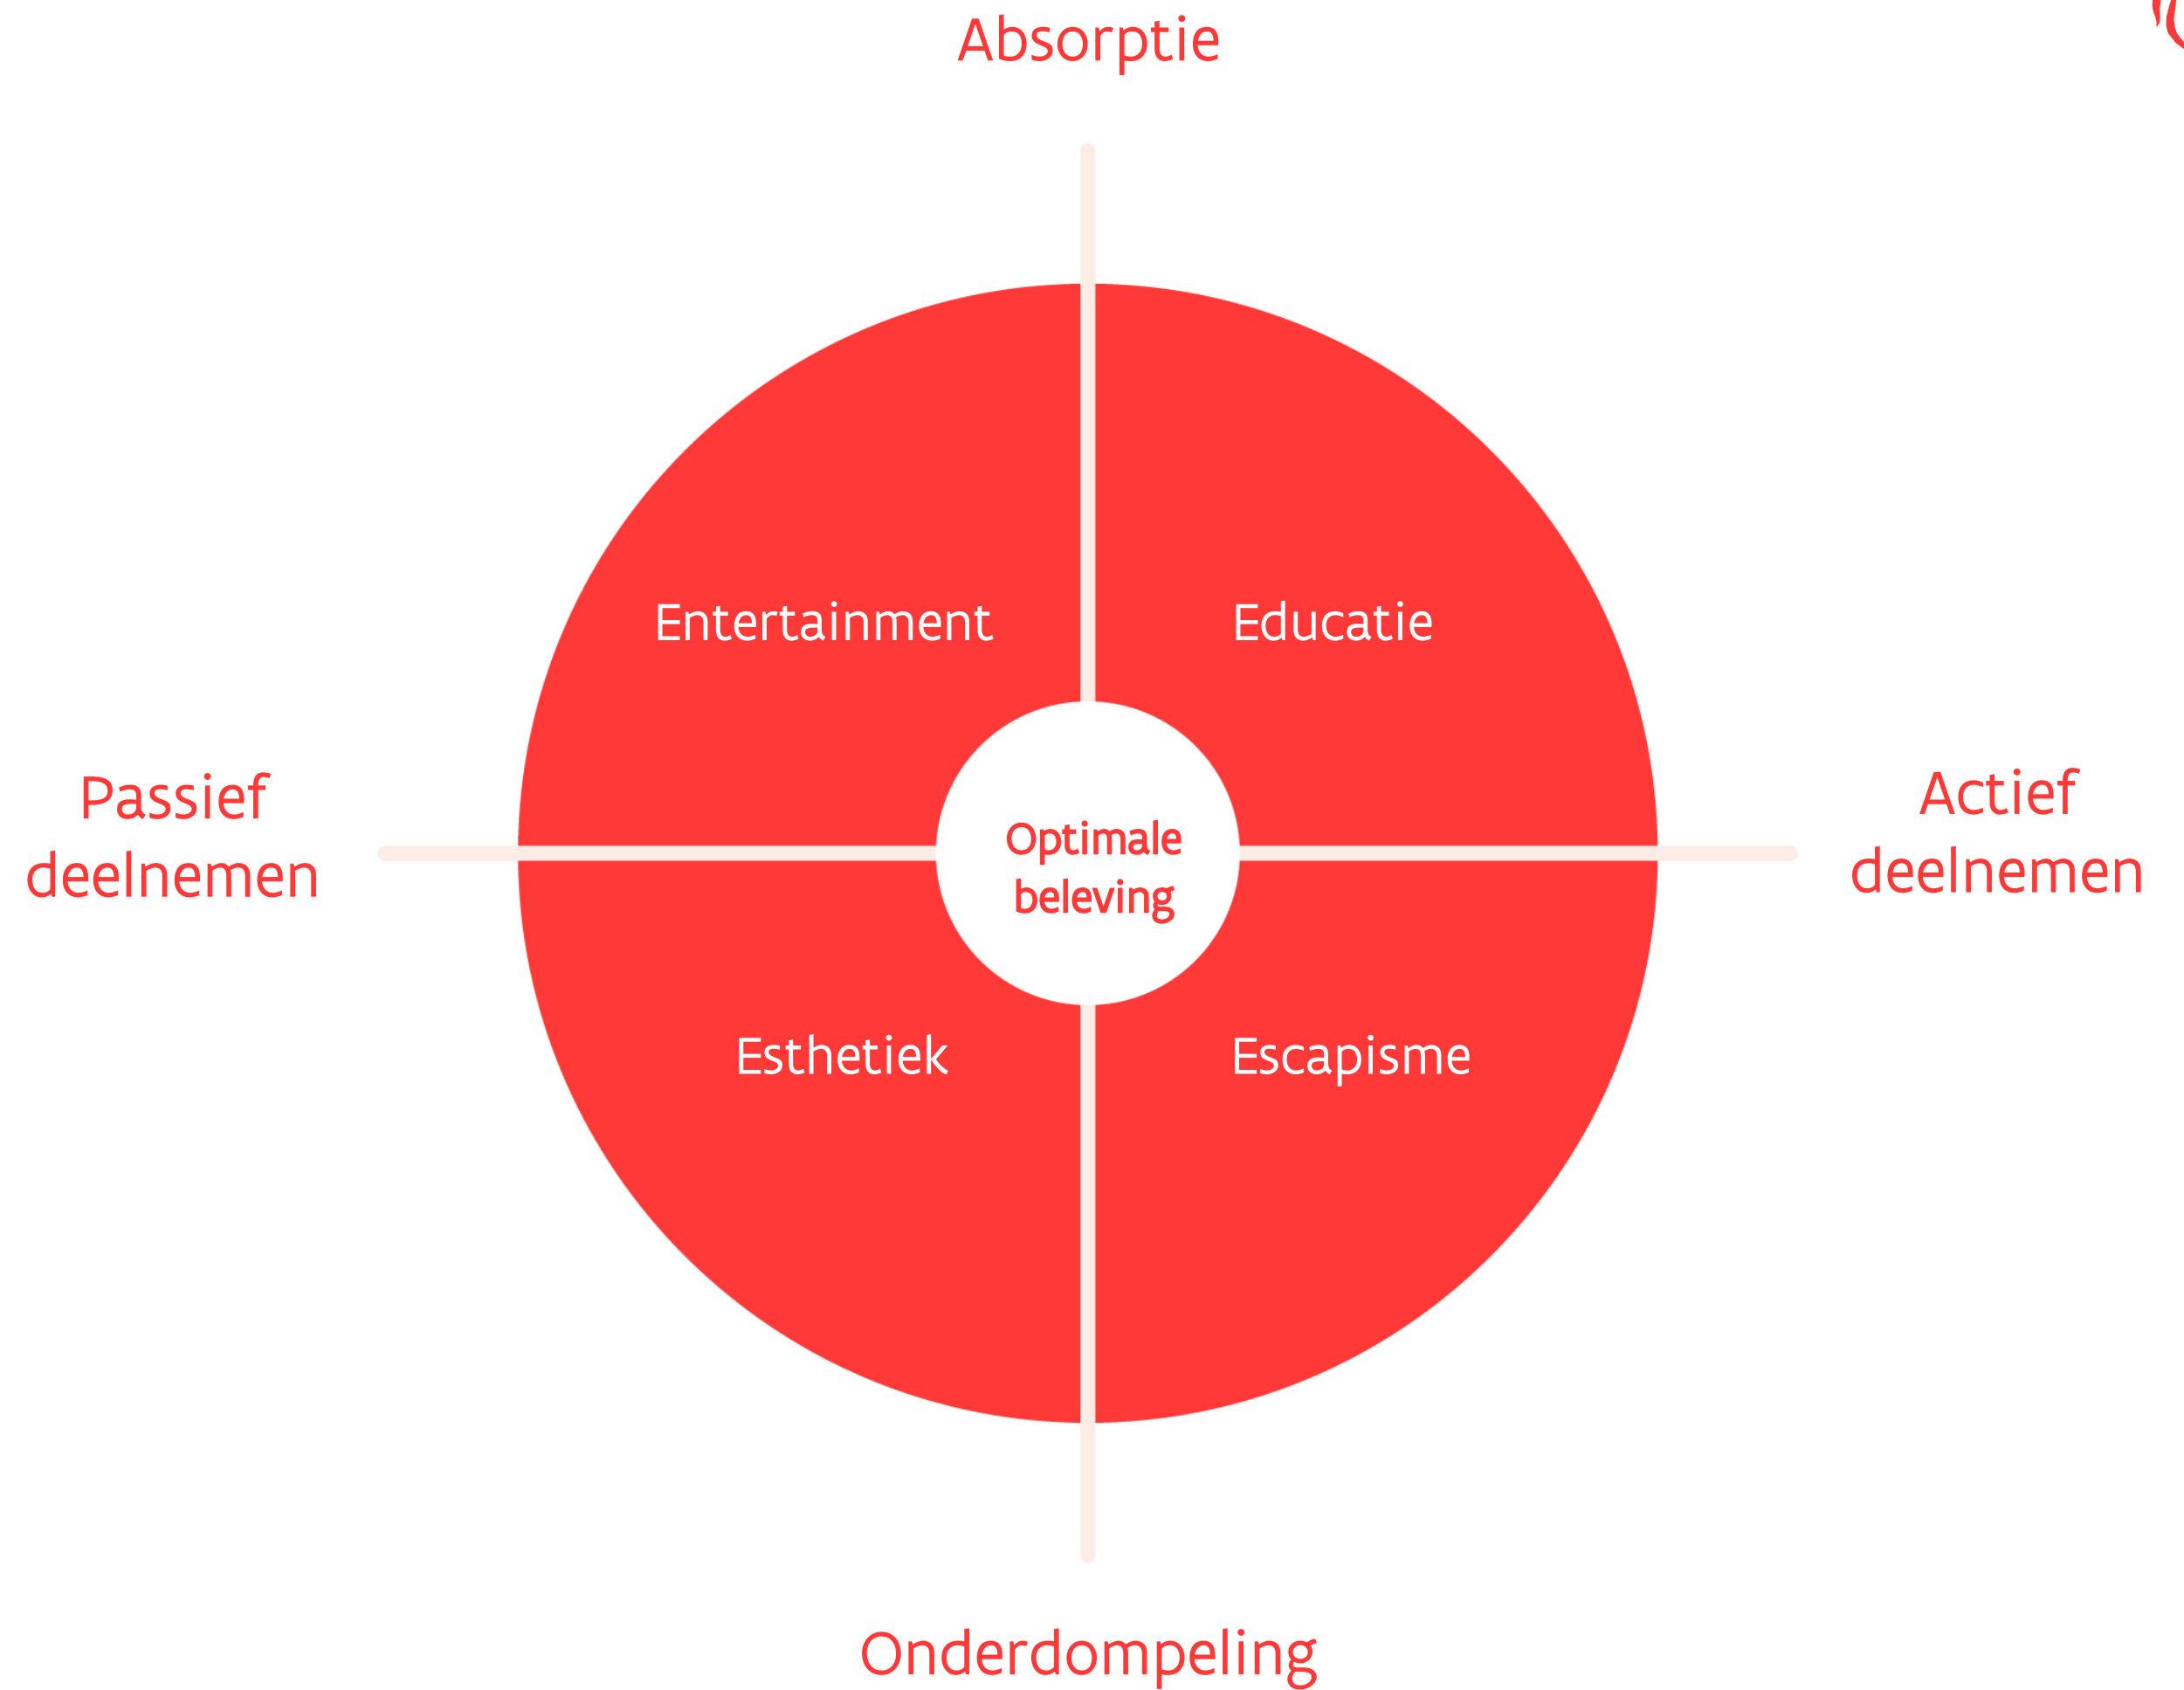 Absorptie
Entertainment
Educatie
Passief
deelnemen
Optimale
beleving
Actief
deelnemen
Esthetiek
Escapisme
Onderdompeling